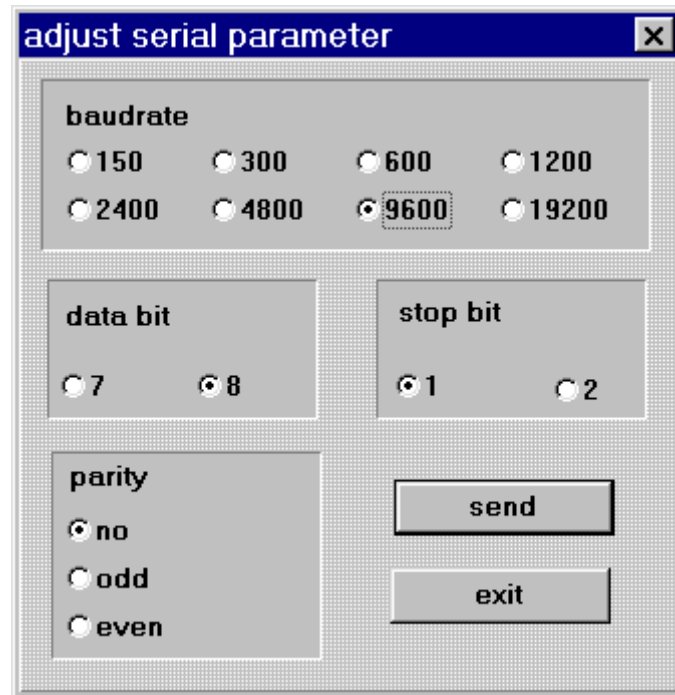 adjust serial parameter
baudrate
150 300 600 1200
2400 4800 9600 19200
data bit
7 8
stop bit
1 2
parity
no
odd
even
send
exit